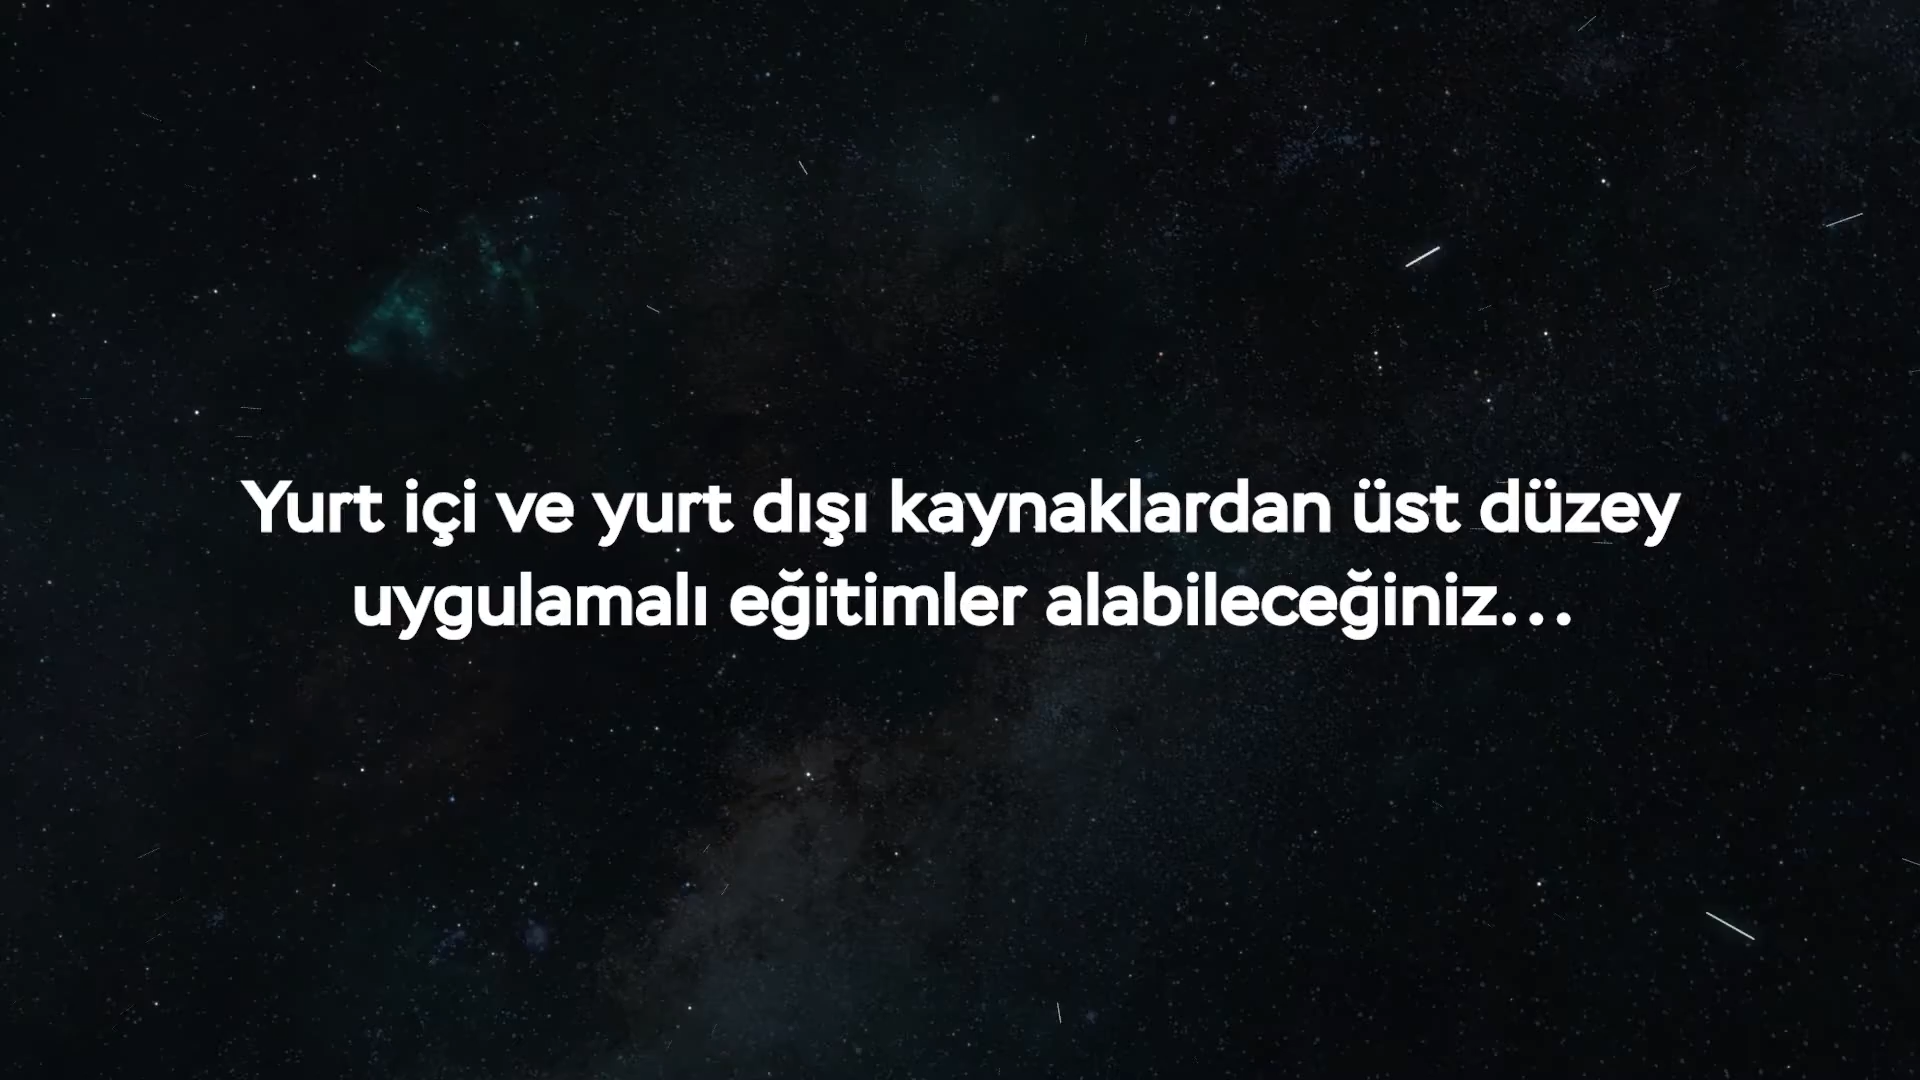 Yurt içi ve yurt dışı kaynaklardan üst düzey
uygulamalı eğitimler alabileceğiniz...